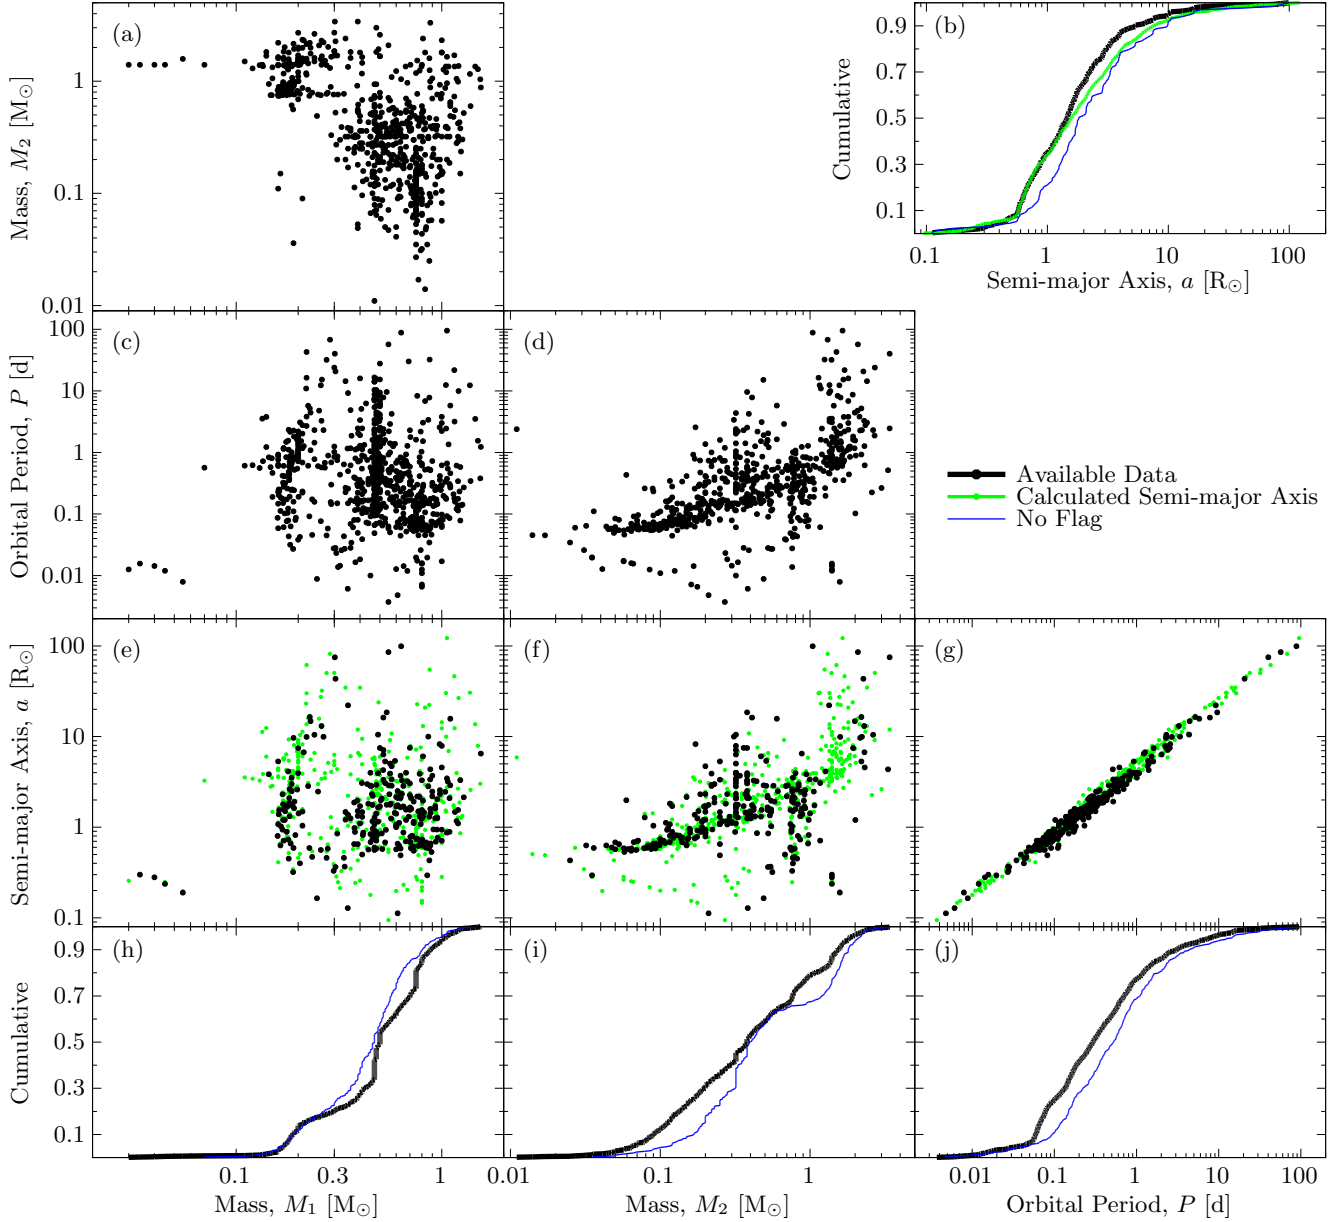 (a)
Mass, M₂ [M⊙]
1
0.1
0.01
(b)
Cumulative
0.9
0.7
0.5
0.3
0.1
0.1 1 10 100
Semi-major Axis, a [R⊙]
(c)
(d)
Orbital Period, P [d]
100
10
1
0.1
0.01
Available Data
Calculated Semi-major Axis
No Flag
(e)
(f)
(g)
Semi-major Axis, a [R⊙]
100
10
1
0.1
(h)
(i)
(j)
Cumulative
0.9
0.7
0.5
0.3
0.1
0.1 0.3 1
Mass, M₁ [M⊙]
0.1 1
Mass, M₂ [M⊙]
0.01 0.1 1 10 100
Orbital Period, P [d]